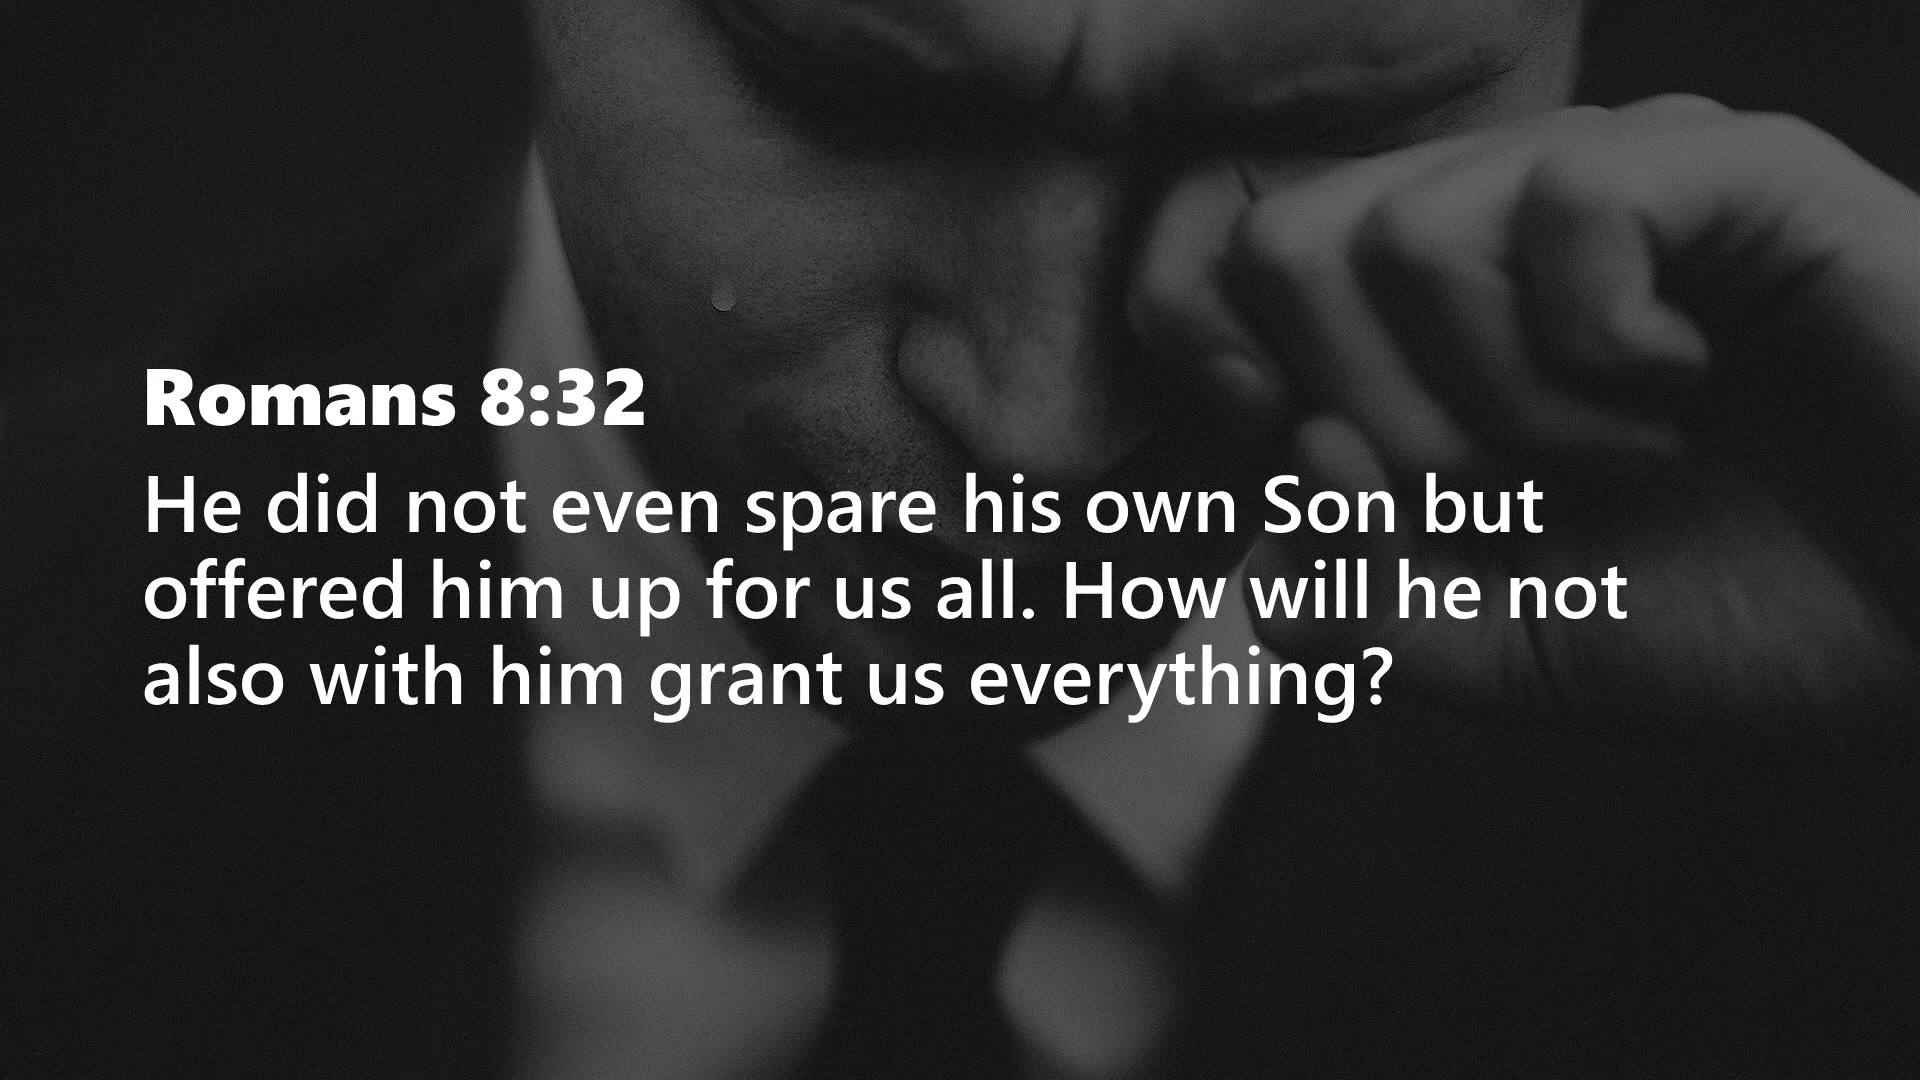 Romans 8:32
He did not even spare his own Son but
offered him up for us all. How will he not
also with him grant us everything?